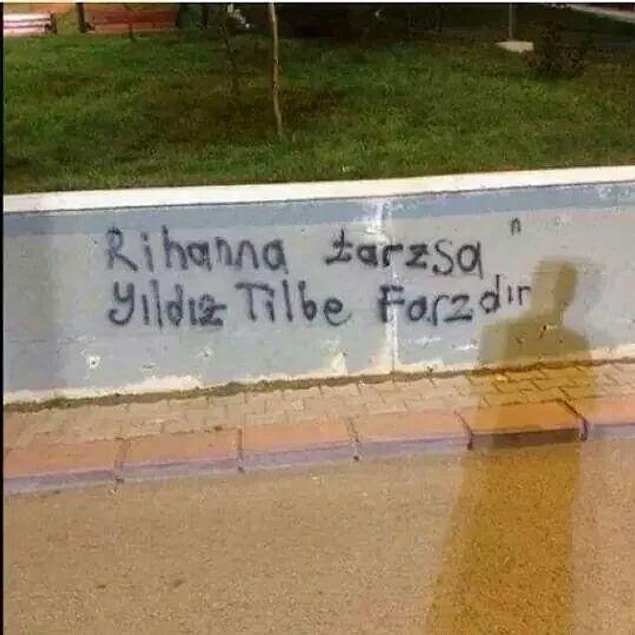 Rihanna tarzsa
Yıldız Tilbe Farzdır